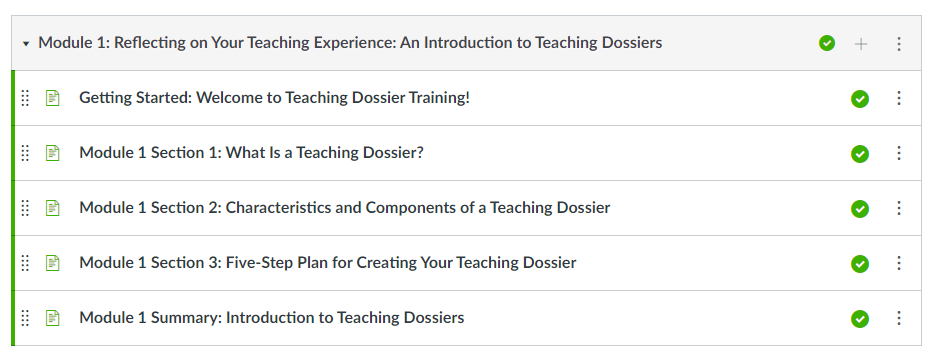 Module 1: Reflecting on Your Teaching Experience: An Introduction to Teaching Dossiers
Getting Started: Welcome to Teaching Dossier Training!
Module 1 Section 1: What Is a Teaching Dossier?
Module 1 Section 2: Characteristics and Components of a Teaching Dossier
Module 1 Section 3: Five-Step Plan for Creating Your Teaching Dossier
Module 1 Summary: Introduction to Teaching Dossiers